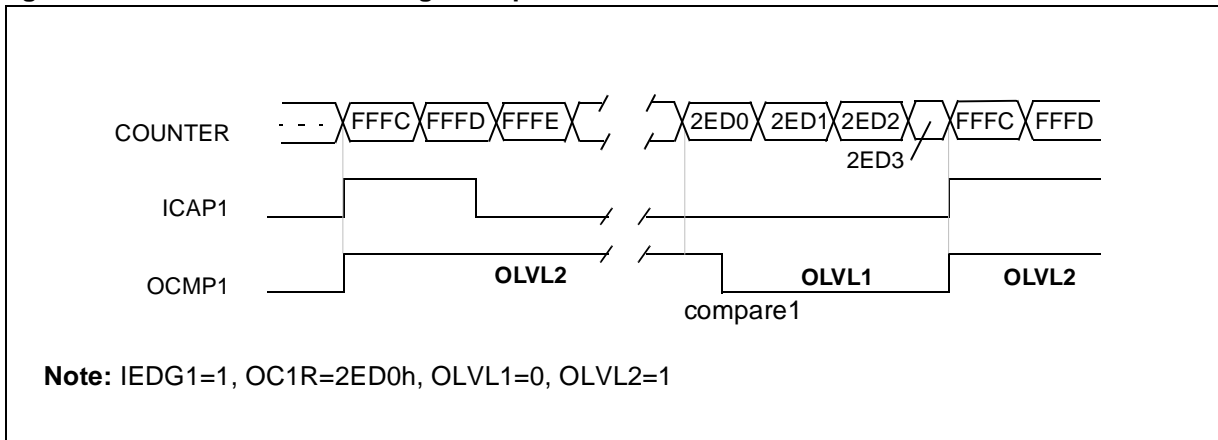 COUNTER - - - FFFC FFFD FFFE 2ED0 2ED1 2ED2 FFFC FFFD
2ED3
ICAP1
OCMP1 OLVL2 OLVL1 OLVL2
compare1
Note: IEDG1=1, OC1R=2ED0h, OLVL1=0, OLVL2=1